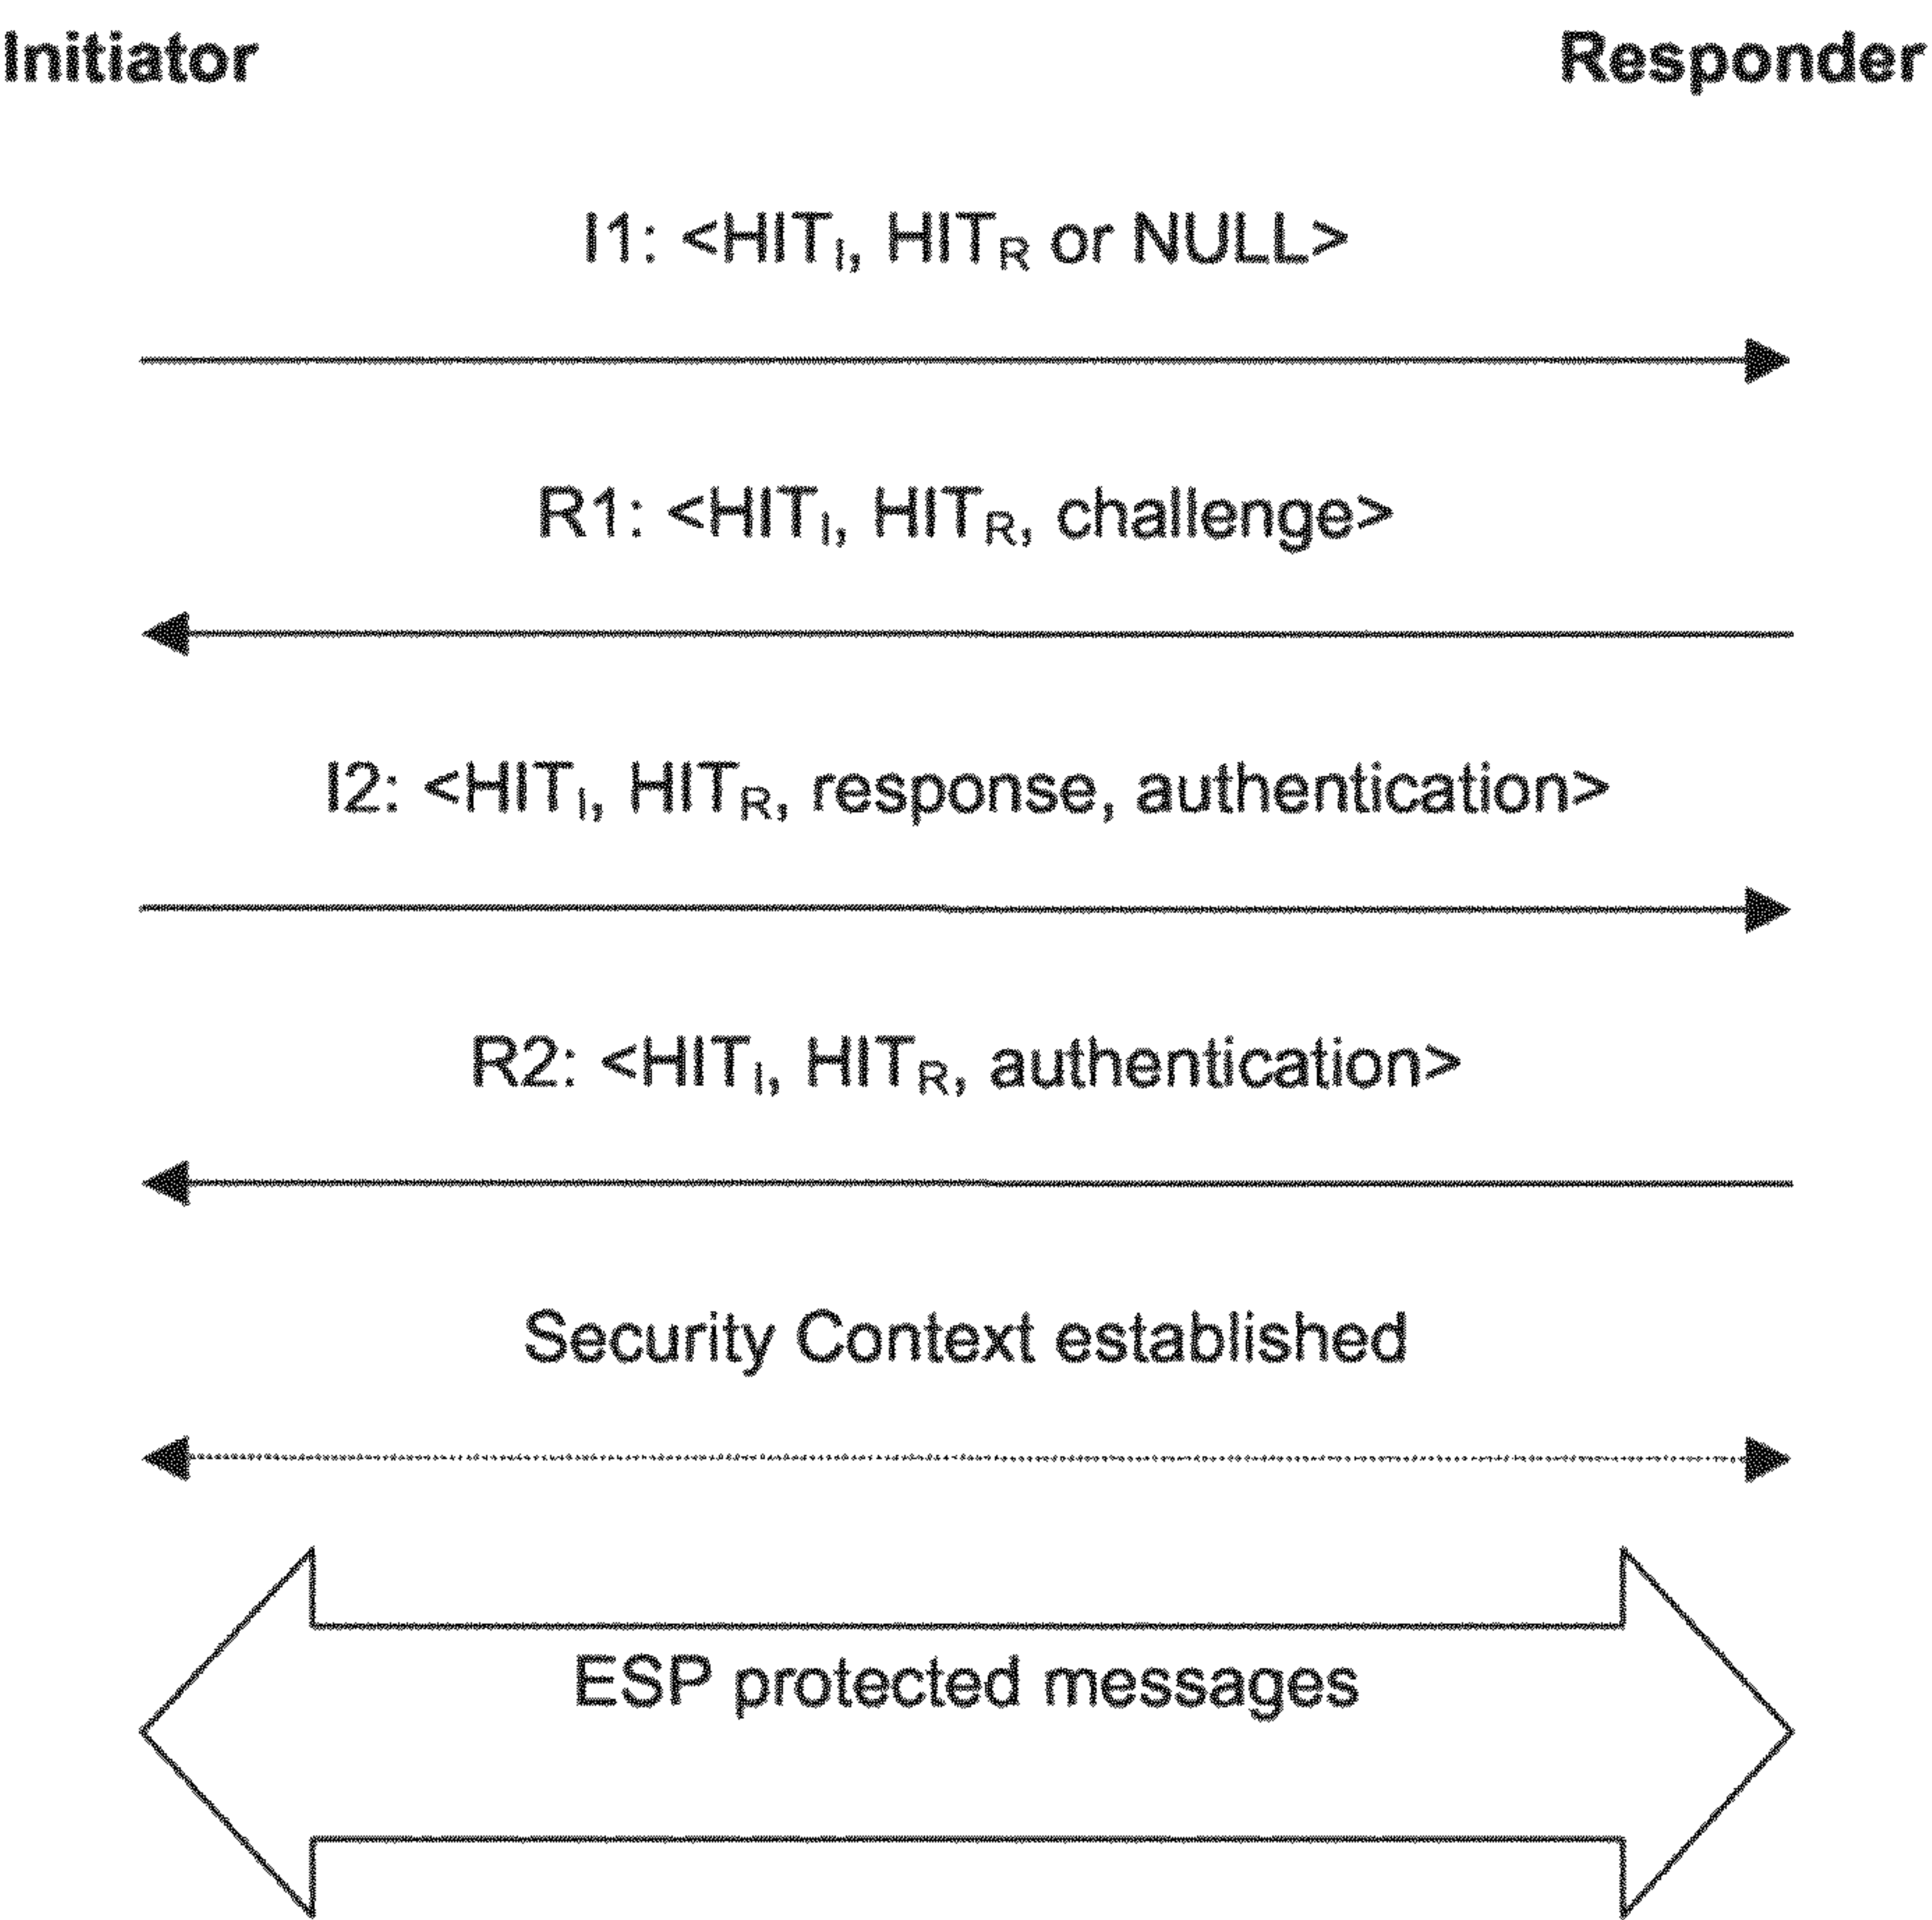 Initiator Responder
I1: <HITI, HITR or NULL>
R1: <HITI, HITR, challenge>
I2: <HITI, HITR, response, authentication>
R2: <HITI, HITR, authentication>
Security Context established
ESP protected messages